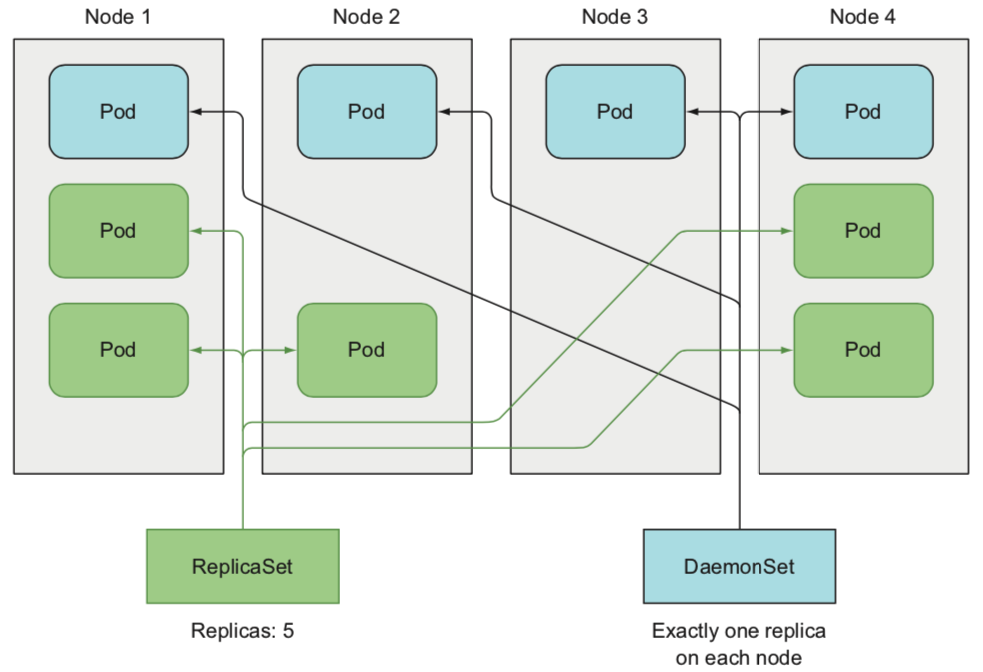 Node 1
Node 2
Node 3
Node 4
Pod
Pod
Pod
Pod
Pod
Pod
Pod
Pod
Pod
ReplicaSet
DaemonSet
Replicas: 5
Exactly one replica
on each node